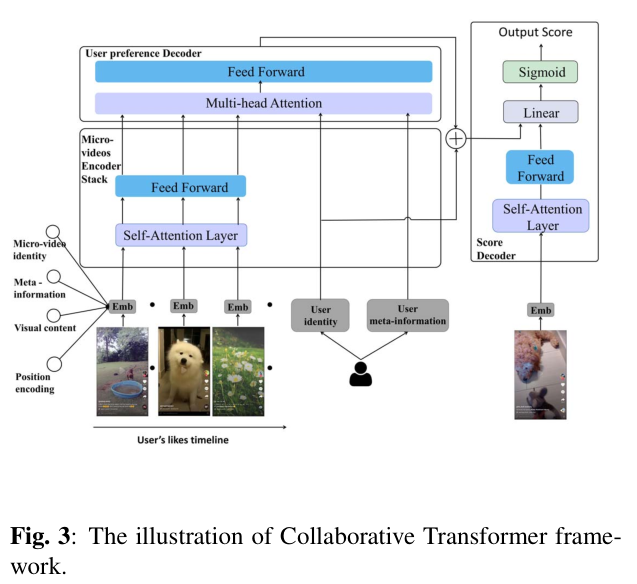 Output Score
User preference Decoder
Feed Forward
Multi-head Attention
Sigmoid
Linear
Feed
Forward
Self-Attention
Layer
Score
Decoder
Micro-
videos
Encoder
Stack
Feed Forward
Self-Attention Layer
Micro-video
identity
Meta -
information
Visual content
Position
encoding
Emb
Emb
Emb
User
identity
User
meta-information
Emb
User's likes timeline
Fig. 3: The illustration of Collaborative Transformer frame-
work.